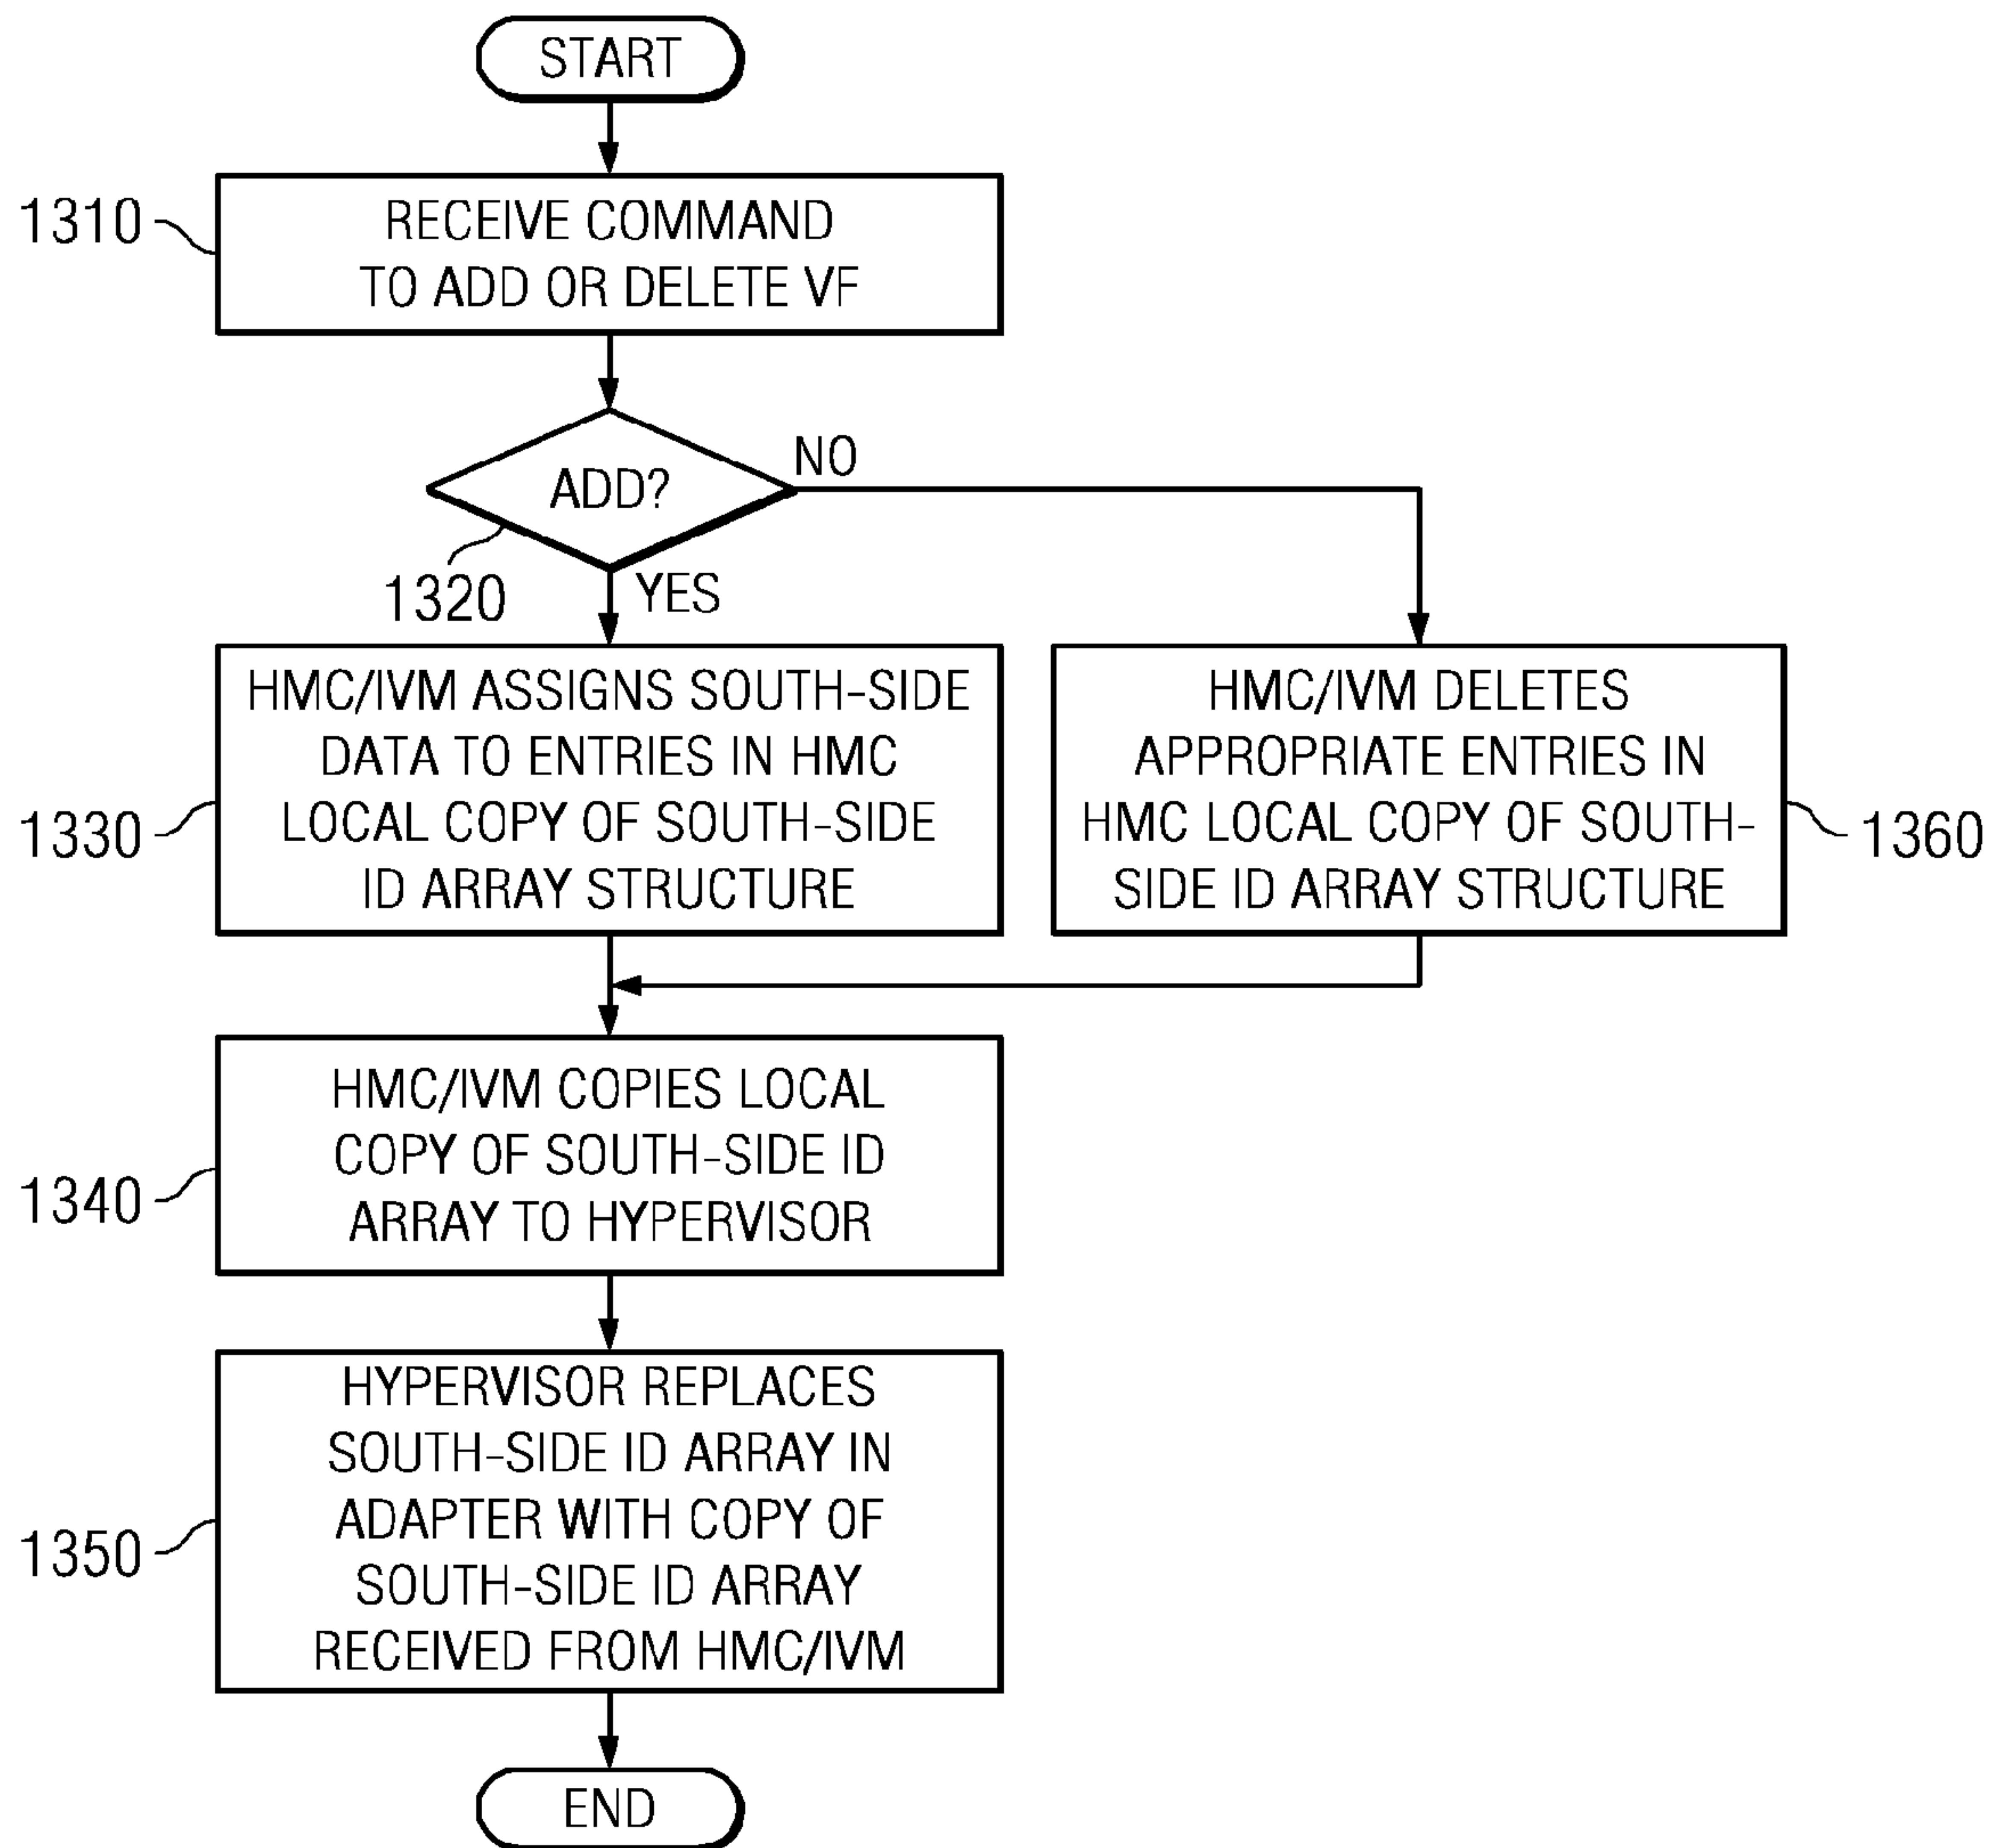 START
1310
RECEIVE COMMAND
TO ADD OR DELETE VF
ADD?
NO
1320
YES
HMC/IVM ASSIGNS SOUTH-SIDE
DATA TO ENTRIES IN HMC
LOCAL COPY OF SOUTH-SIDE
ID ARRAY STRUCTURE
1330
HMC/IVM DELETES
APPROPRIATE ENTRIES IN
HMC LOCAL COPY OF SOUTH-
SIDE ID ARRAY STRUCTURE
1360
HMC/IVM COPIES LOCAL
COPY OF SOUTH-SIDE ID
ARRAY TO HYPERVISOR
1340
HYPERVISOR REPLACES
SOUTH-SIDE ID ARRAY IN
ADAPTER WITH COPY OF
SOUTH-SIDE ID ARRAY
RECEIVED FROM HMC/IVM
1350
END